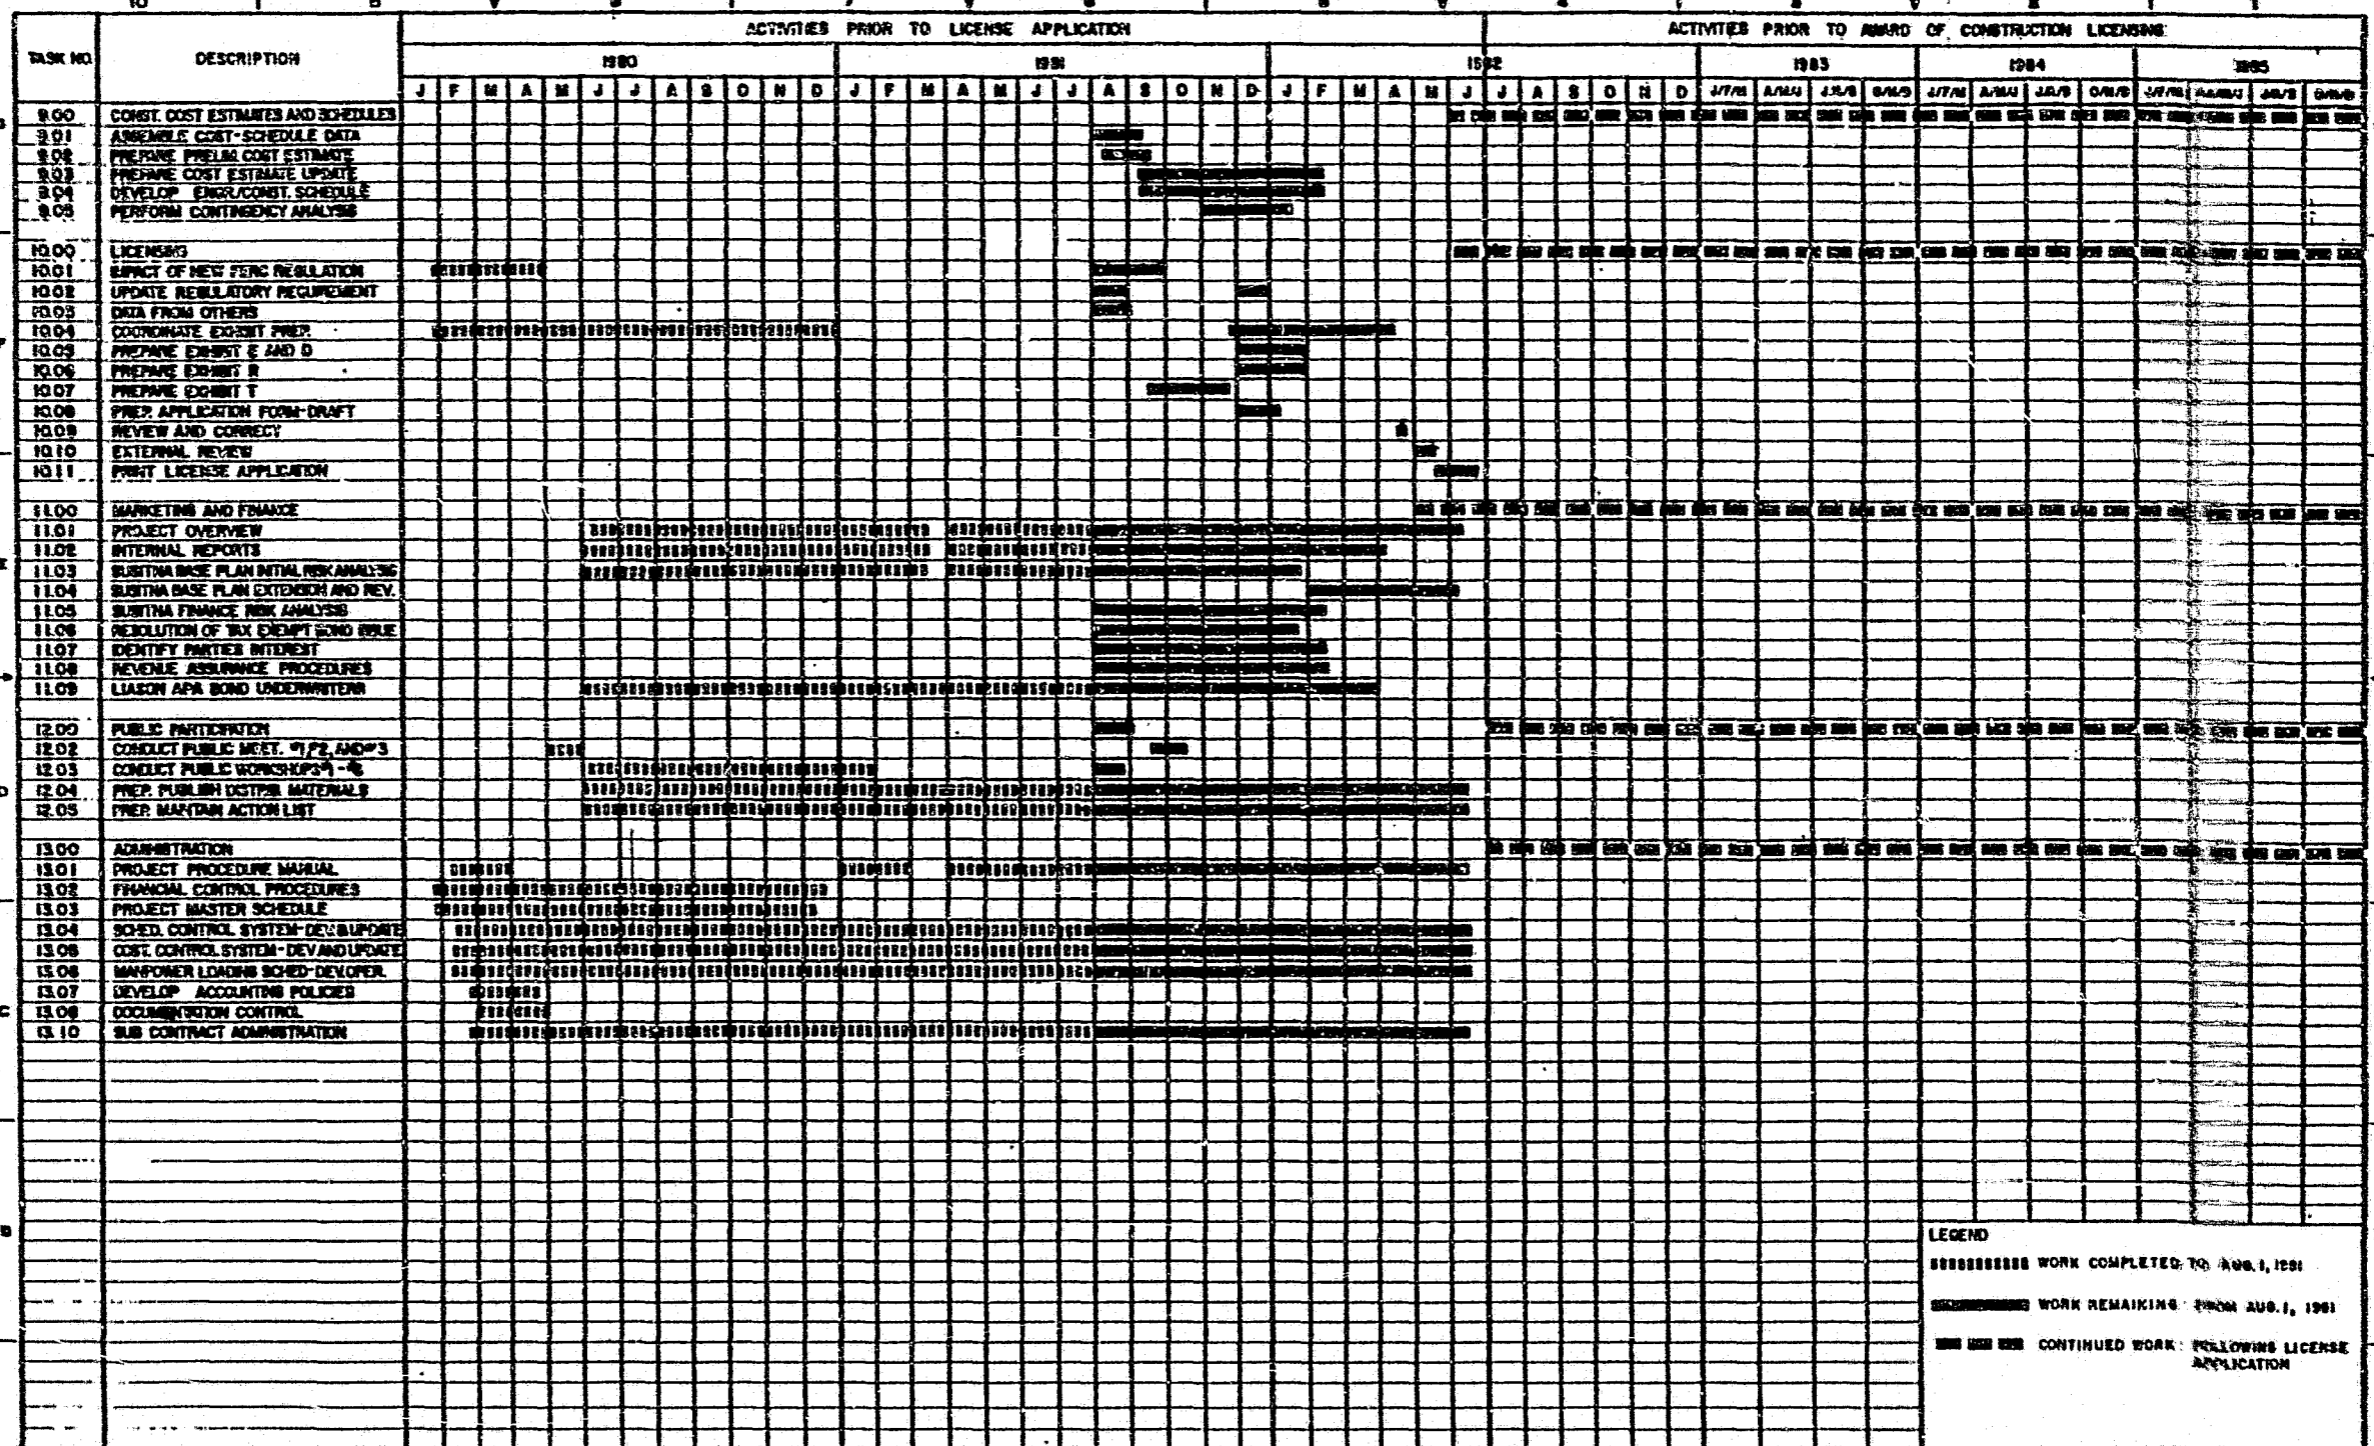 ACTIVITIES PRIOR TO LICENSE APPLICATION ACTIVITIES PRIOR TO AWARD OF CONSTRUCTION LICENSING
TASK NO. DESCRIPTION 1980 1981 1982 1983 1984 1985
J F M A M J J A S O N D J F M A M J J A S O N D J F M A M J J A S O N D J/F/M A/M/J J/A/S O/N/D J/F/M A/M/J J/A/S O/N/D J/F/M A/M/J J/A/S O/N/D
9.00 CONST. COST ESTIMATES AND SCHEDULES
9.01 ASSEMBLE COST-SCHEDULE DATA
9.02 PREPARE PRELIM. COST ESTIMATE
9.03 PREPARE COST ESTIMATE UPDATE
9.04 DEVELOP ENGR./CONST. SCHEDULE
9.05 PERFORM CONTINGENCY ANALYSIS
10.00 LICENSING
10.01 IMPACT OF NEW FERC REGULATION
10.02 UPDATE REGULATORY REQUIREMENT
10.03 DATA FROM OTHERS
10.04 COORDINATE EXHIBIT PREP.
10.05 PREPARE EXHIBIT E AND D
10.06 PREPARE EXHIBIT R
10.07 PREPARE EXHIBIT T
10.08 PREP. APPLICATION FORM-DRAFT
10.09 REVIEW AND CORRECT
10.10 EXTERNAL REVIEW
10.11 PRINT LICENSE APPLICATION
11.00 MARKETING AND FINANCE
11.01 PROJECT OVERVIEW
11.02 INTERNAL REPORTS
11.03 SUSITNA BASE PLAN INITIAL RISK ANALYSIS
11.04 SUSITNA BASE PLAN EXTENSION AND REV.
11.05 SUSITNA FINANCE RISK ANALYSIS
11.06 RESOLUTION OF TAX EXEMPT BOND ISSUE
11.07 IDENTIFY PARTIES INTEREST
11.08 REVENUE ASSURANCE PROCEDURES
11.09 LIASON APA BOND UNDERWRITERR
12.00 PUBLIC PARTICIPATION
12.02 CONDUCT PUBLIC MEET. #1, #2, AND #3
12.03 CONDUCT PUBLIC WORKSHOPS
12.04 PREP. PUBLISH DISTRIB. MATERIALS
12.05 PREP. MAINTAIN ACTION LIST
13.00 ADMINISTRATION
13.01 PROJECT PROCEDURE MANUAL
13.02 FINANCIAL CONTROL PROCEDURES
13.03 PROJECT MASTER SCHEDULE
13.04 SCHED. CONTROL SYSTEM-DEV. & UPDATE
13.05 COST. CONTROL SYSTEM-DEV AND UPDATE
13.06 MANPOWER LOADING SCHED-DEV. OPER.
13.07 DEVELOP ACCOUNTING POLICIES
13.08 DOCUMENTATION CONTROL
13.10 SUB CONTRACT ADMINISTRATION
LEGEND
WORK COMPLETED TO AUG. 1, 1981
WORK REMAINING FROM AUG. 1, 1981
CONTINUED WORK FOLLOWING LICENSE
APPLICATION